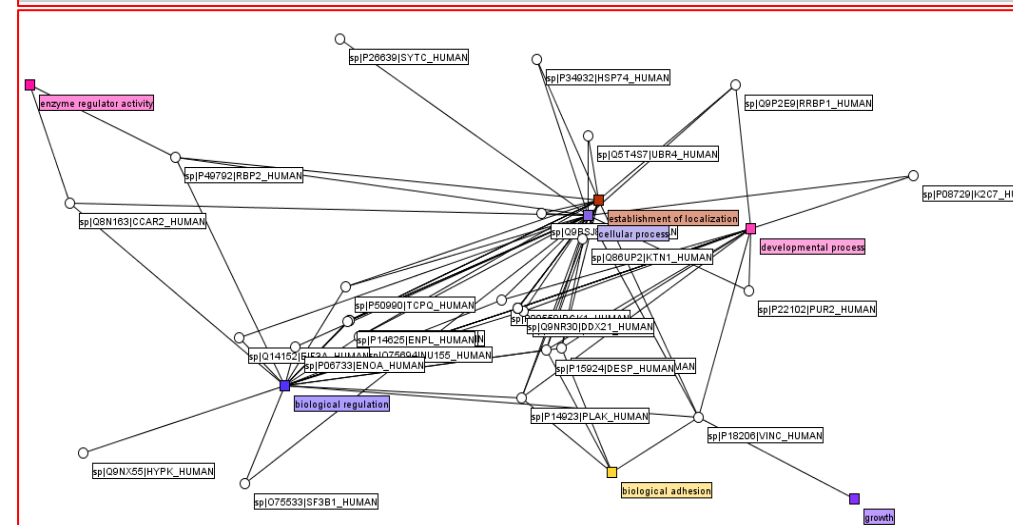 sp|P26639|SYTC_HUMAN
sp|P34932|HSP74_HUMAN
enzyme regulator activity
sp|Q9P2E9|RRBP1_HUMAN
sp|Q5T4S7|UBR4_HUMAN
sp|P49792|RBP2_HUMAN
sp|P08729|K2C7_HU
sp|Q8N163|CCAR2_HUMAN
establishment of localization
cellular process
developmental process
sp|Q86UP2|KTN1_HUMAN
sp|P50990|TCPQ_HUMAN
sp|P22102|PUR2_HUMAN
sp|Q9NR30|DDX21_HUMAN
sp|P14625|ENPL_HUMAN
sp|P06733|ENOA_HUMAN
sp|P15924|DESP_HUMAN
biological regulation
sp|P14923|PLAK_HUMAN
sp|P18206|VINC_HUMAN
sp|Q9NX55|HYPK_HUMAN
biological adhesion
sp|O75533|SF3B1_HUMAN
growth